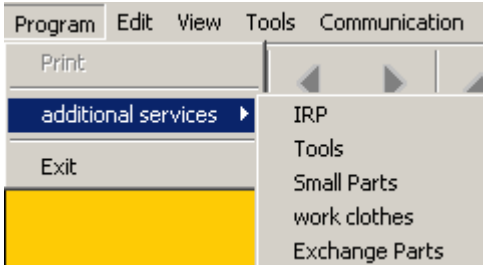 Program Edit View Tools Communication
Print
additional services
Exit
IRP
Tools
Small Parts
work clothes
Exchange Parts